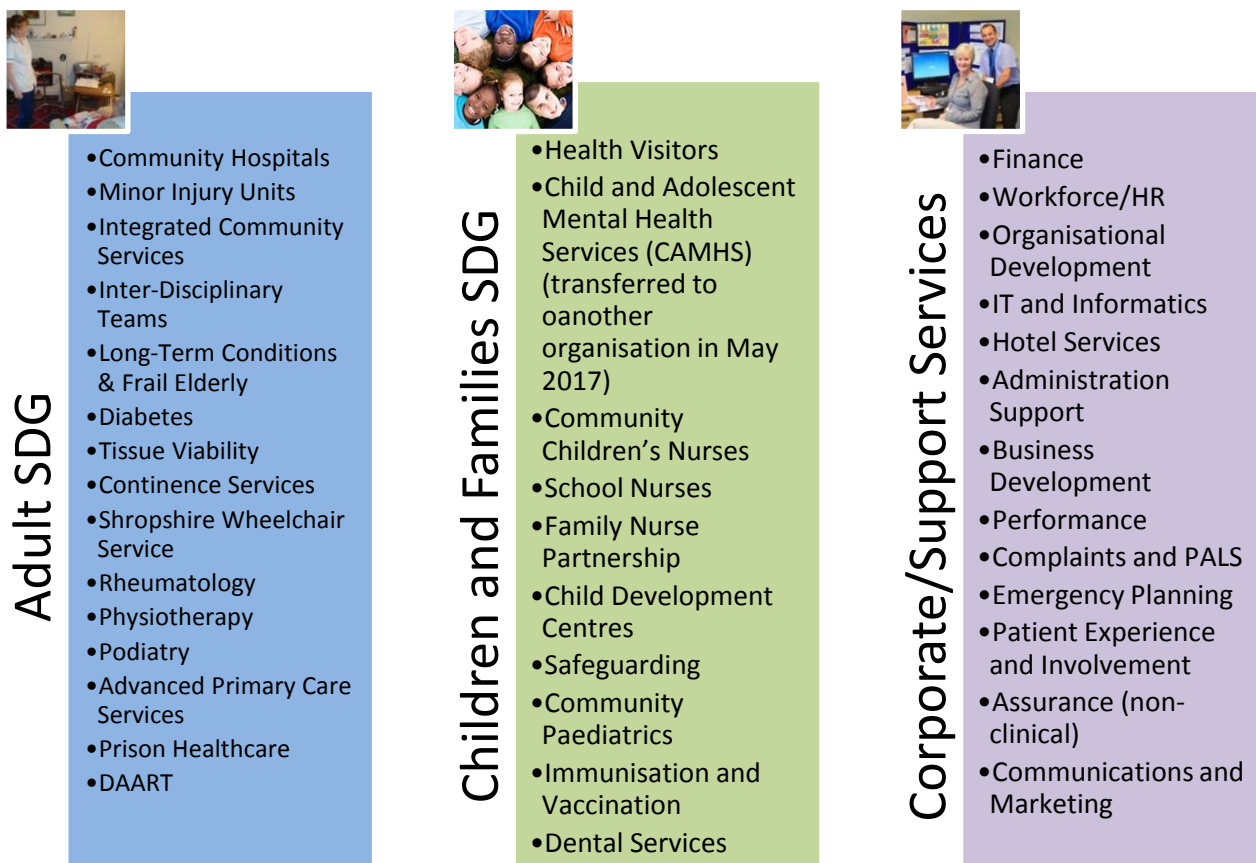 Adult SDG
•Community Hospitals
•Minor Injury Units
•Integrated Community
Services
•Inter-Disciplinary
Teams
•Long-Term Conditions
& Frail Elderly
•Diabetes
•Tissue Viability
•Continence Services
•Shropshire Wheelchair
Service
•Rheumatology
•Physiotherapy
•Podiatry
•Advanced Primary Care
Services
•Prison Healthcare
•DAART
Children and Families SDG
•Health Visitors
•Child and Adolescent
Mental Health
Services (CAMHS)
(transferred to
oanother
organisation in May
2017)
•Community
Children’s Nurses
•School Nurses
•Family Nurse
Partnership
•Child Development
Centres
•Safeguarding
•Community
Paediatrics
•Immunisation and
Vaccination
•Dental Services
Corporate/Support Services
•Finance
•Workforce/HR
•Organisational
Development
•IT and Informatics
•Hotel Services
•Administration
Support
•Business
Development
•Performance
•Complaints and PALS
•Emergency Planning
•Patient Experience
and Involvement
•Assurance (non-
clinical)
•Communications and
Marketing